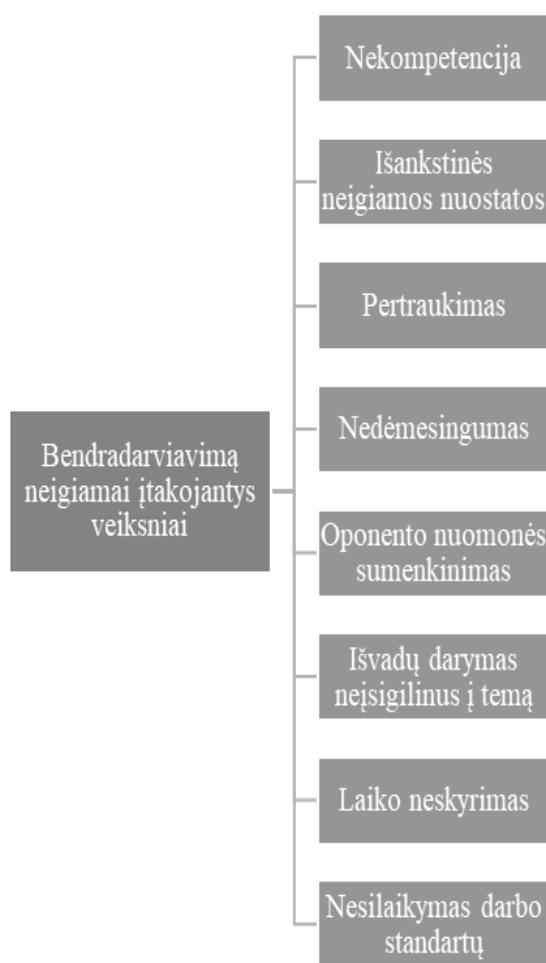 Nekompetencija
Išankstinės
neigiamos nuostatos
Pertraukimas
Nedėmesingumas
Bendradarviavimą
neigiamai įtakojantys
veiksniai
Oponento nuomonės
sumenkinimas
Išvadų darymas
neįsigilinus į temą
Laiko neskyrimas
Nesilaikymas darbo
standartų